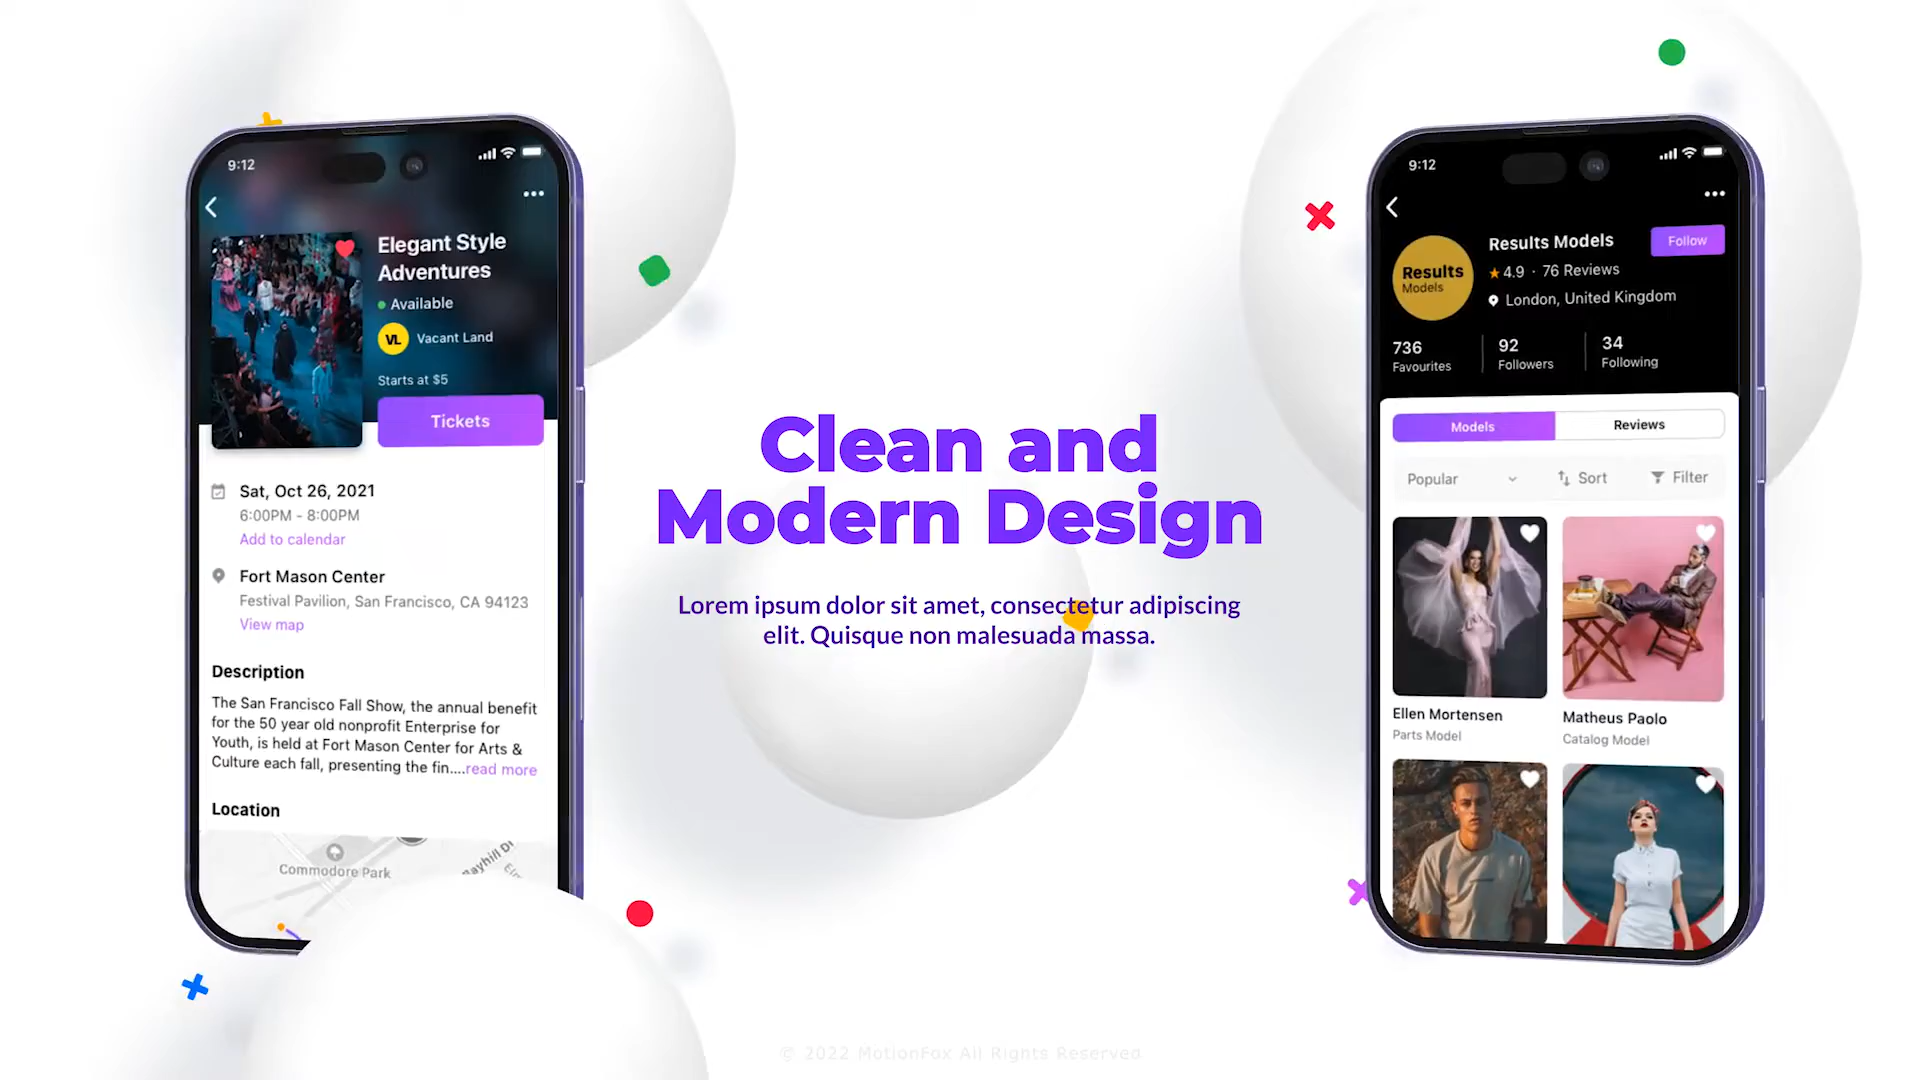 9:12
Elegant Style
Adventures
Available
VL
Vacant Land
Starts at $5
Tickets
Sat, Oct 26, 2021
6:00PM - 8:00PM
Add to calendar
Fort Mason Center
Festival Pavilion, San Francisco, CA 94123
View map
Description
The San Francisco Fall Show, the annual benefit
for the 50 year old nonprofit Enterprise for
Youth, is held at Fort Mason Center for Arts &
Culture each fall, presenting the fin....read more
Location
Commodore Park
Clean and
Modern Design
Lorem ipsum dolor sit amet, consectetur adipiscing
elit. Quisque non malesuada massa.
9:12
Results Models
Follow
Results
Models
4.9 · 76 Reviews
London, United Kingdom
736
Favourites
92
Followers
34
Following
Models
Reviews
Popular
Sort
Filter
Ellen Mortensen
Parts Model
Matheus Paolo
Catalog Model
© 2022 MotionFox All Rights Reserved